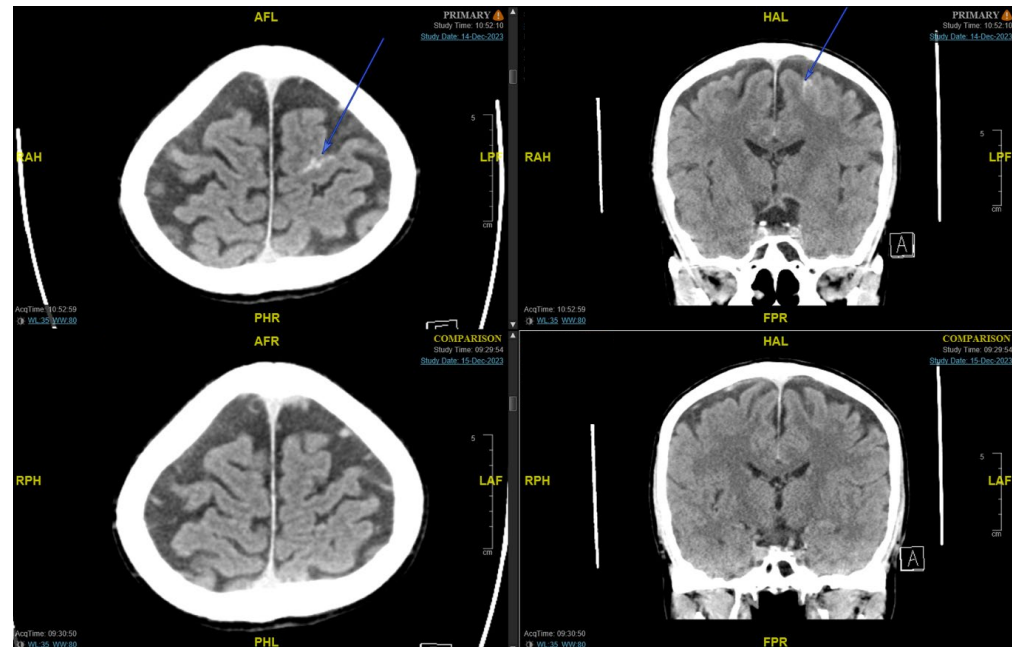 AFL
PRIMARY
Study Time: 10:52:10
Study Date: 14-Dec-2023
5
RAH
cm
AcqTime: 10:52:59
WL:35 WW:80
PHR
HAL
PRIMARY
Study Time: 10:52:10
Study Date: 14-Dec-2023
5
RAH
LPF
cm
A
AcqTime: 10:52:59
WL:35 WW:80
FPR
AFR
COMPARISON
Study Time: 09:29:54
Study Date: 15-Dec-2023
5
RPH
LAF
cm
AcqTime: 09:30:50
WL:35 WW:80
PHL
HAL
COMPARISON
Study Time: 09:29:54
Study Date: 15-Dec-2023
5
RPH
LAF
cm
A
AcqTime: 09:30:50
WL:35 WW:80
FPR